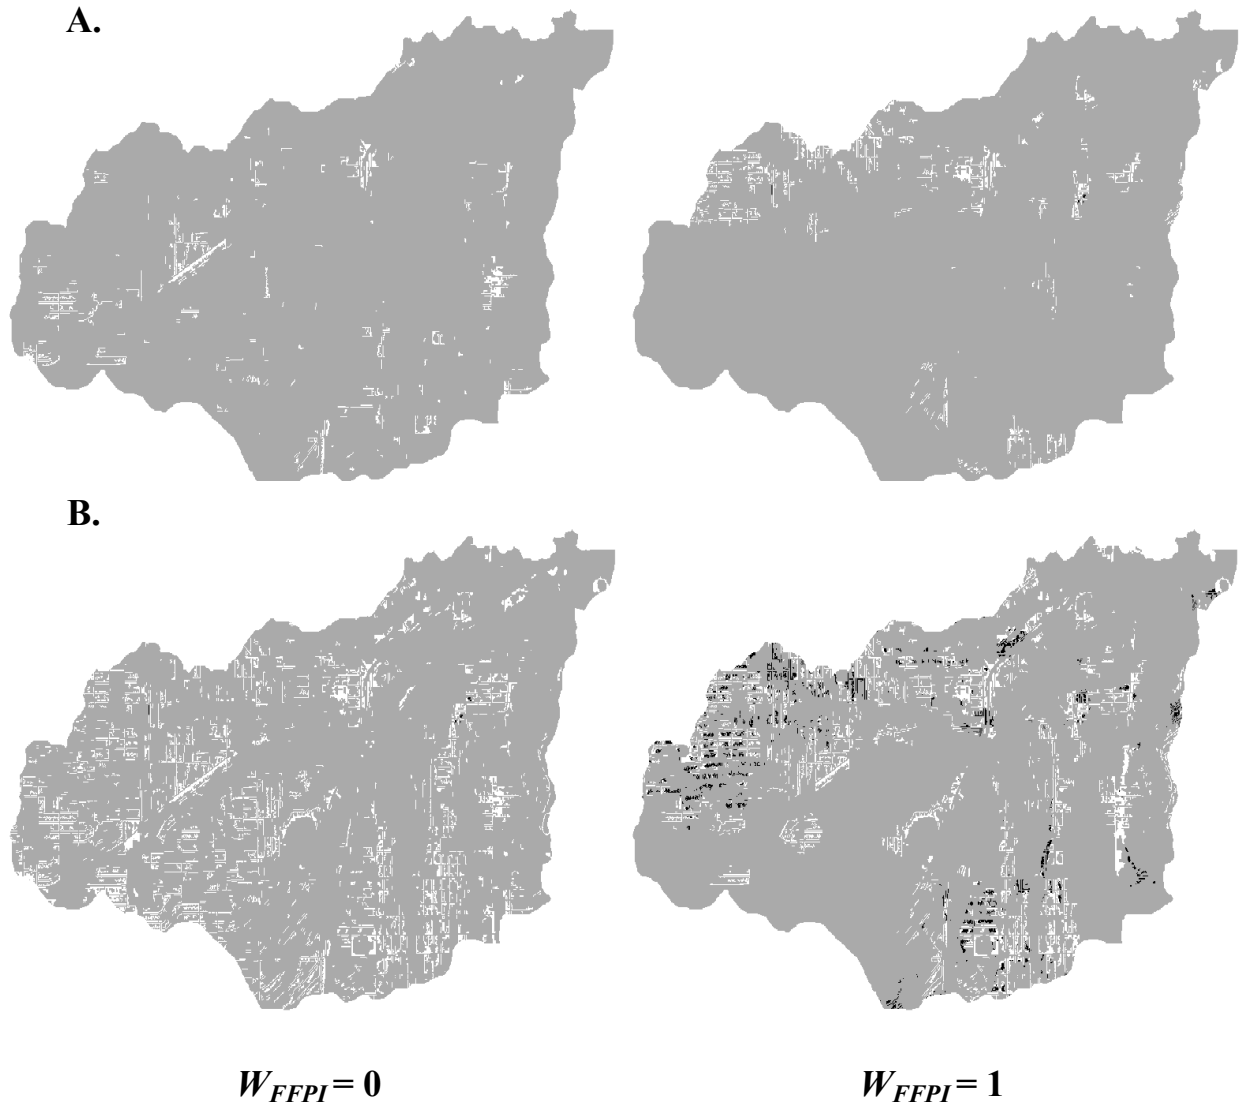 A.
B.
W_FFPI = 0
W_FFPI = 1